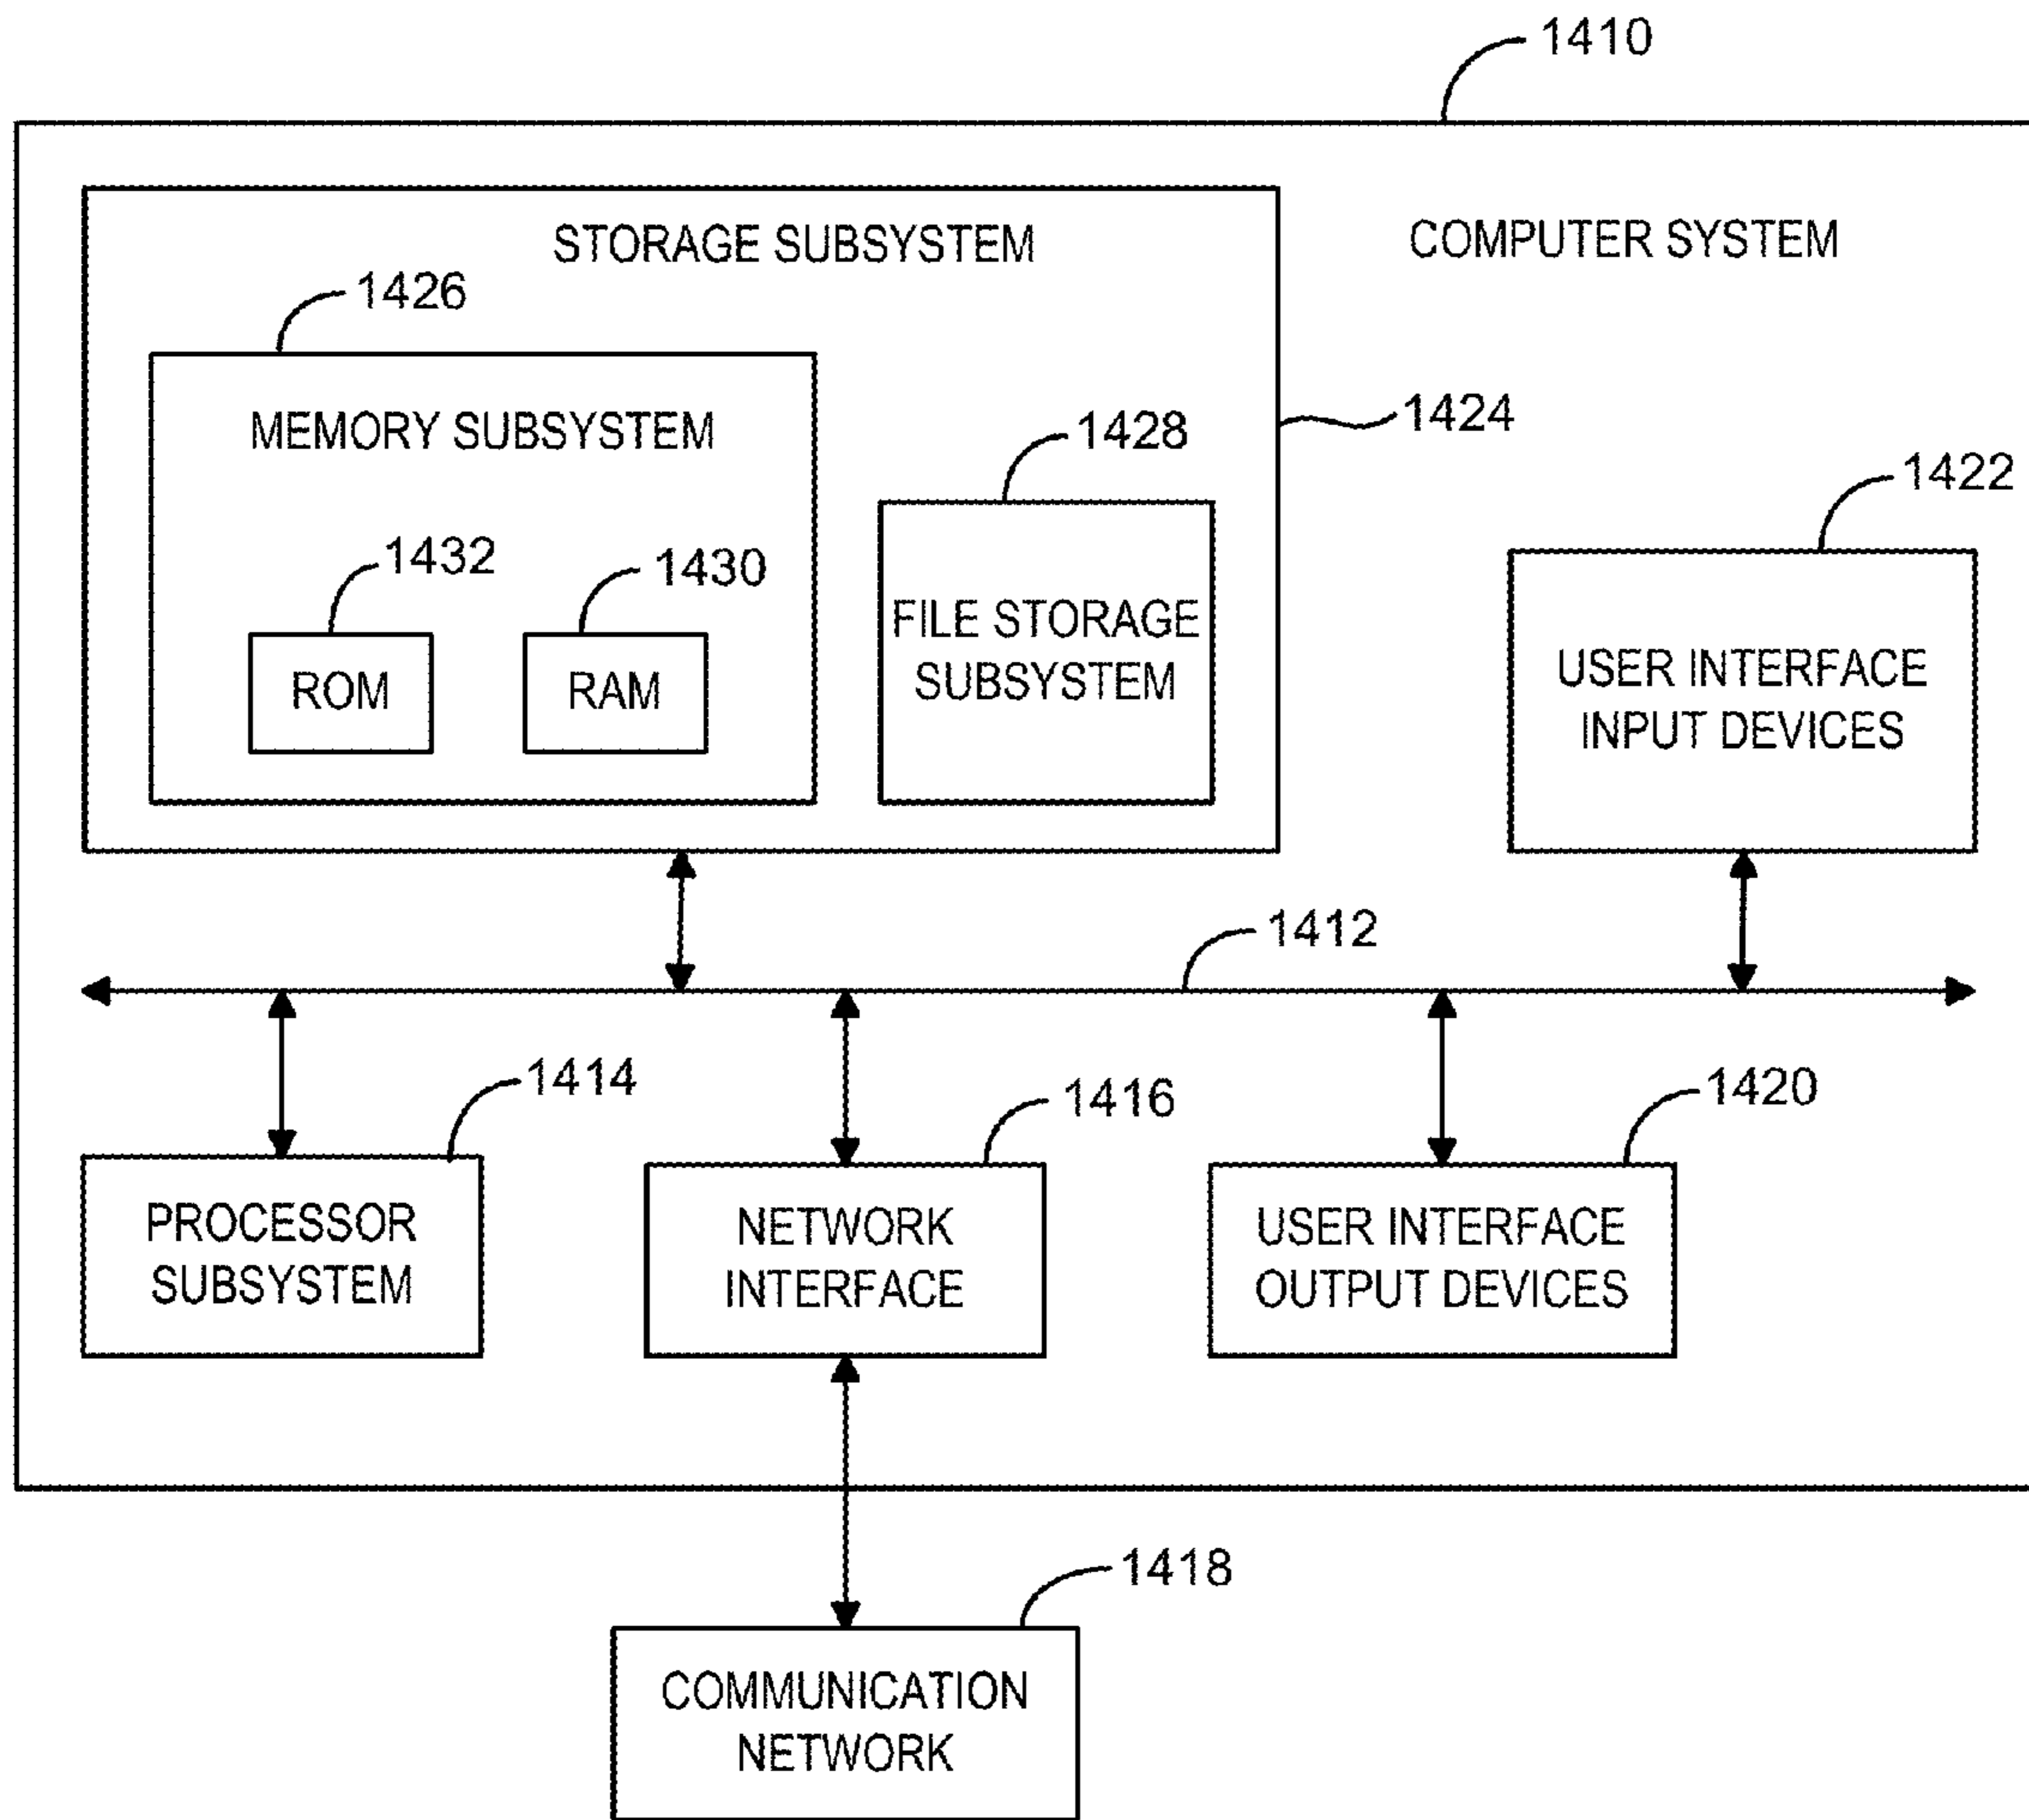 1410
STORAGE SUBSYSTEM
COMPUTER SYSTEM
1426
MEMORY SUBSYSTEM
1424
1428
1422
1432
1430
FILE STORAGE
SUBSYSTEM
ROM
RAM
USER INTERFACE
INPUT DEVICES
1412
1414
1416
1420
PROCESSOR
SUBSYSTEM
NETWORK
INTERFACE
USER INTERFACE
OUTPUT DEVICES
1418
COMMUNICATION
NETWORK